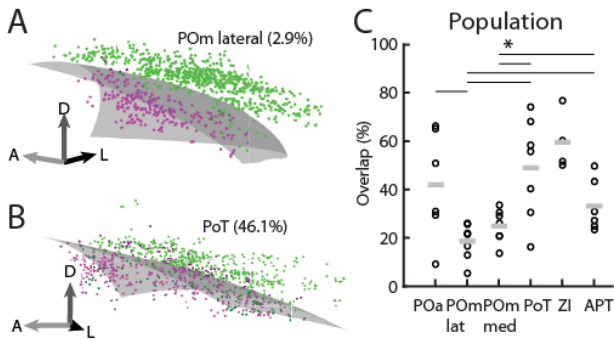 A
POm lateral (2.9%)
D
A
L
B
PoT (46.1%)
D
A
L
C
Population
*
Overlap (%)
100
80
60
40
20
0
POa POm POm PoT ZI APT
lat med